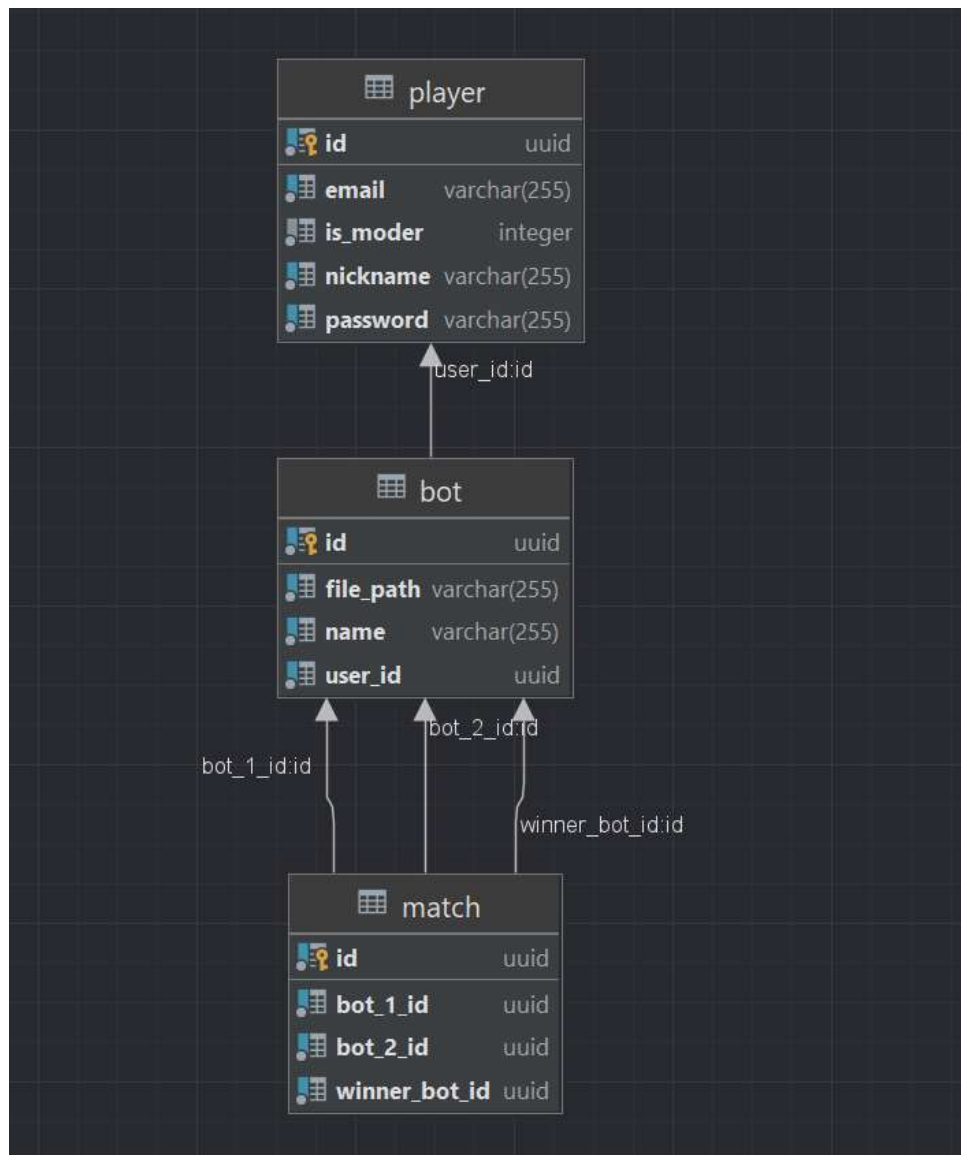 player
id uuid
email varchar(255)
is_moder integer
nickname varchar(255)
password varchar(255)
user_id:id
bot
id uuid
file_path varchar(255)
name varchar(255)
user_id uuid
bot_2_id:id
bot_1_id:id
winner_bot_id:id
match
id uuid
bot_1_id uuid
bot_2_id uuid
winner_bot_id uuid